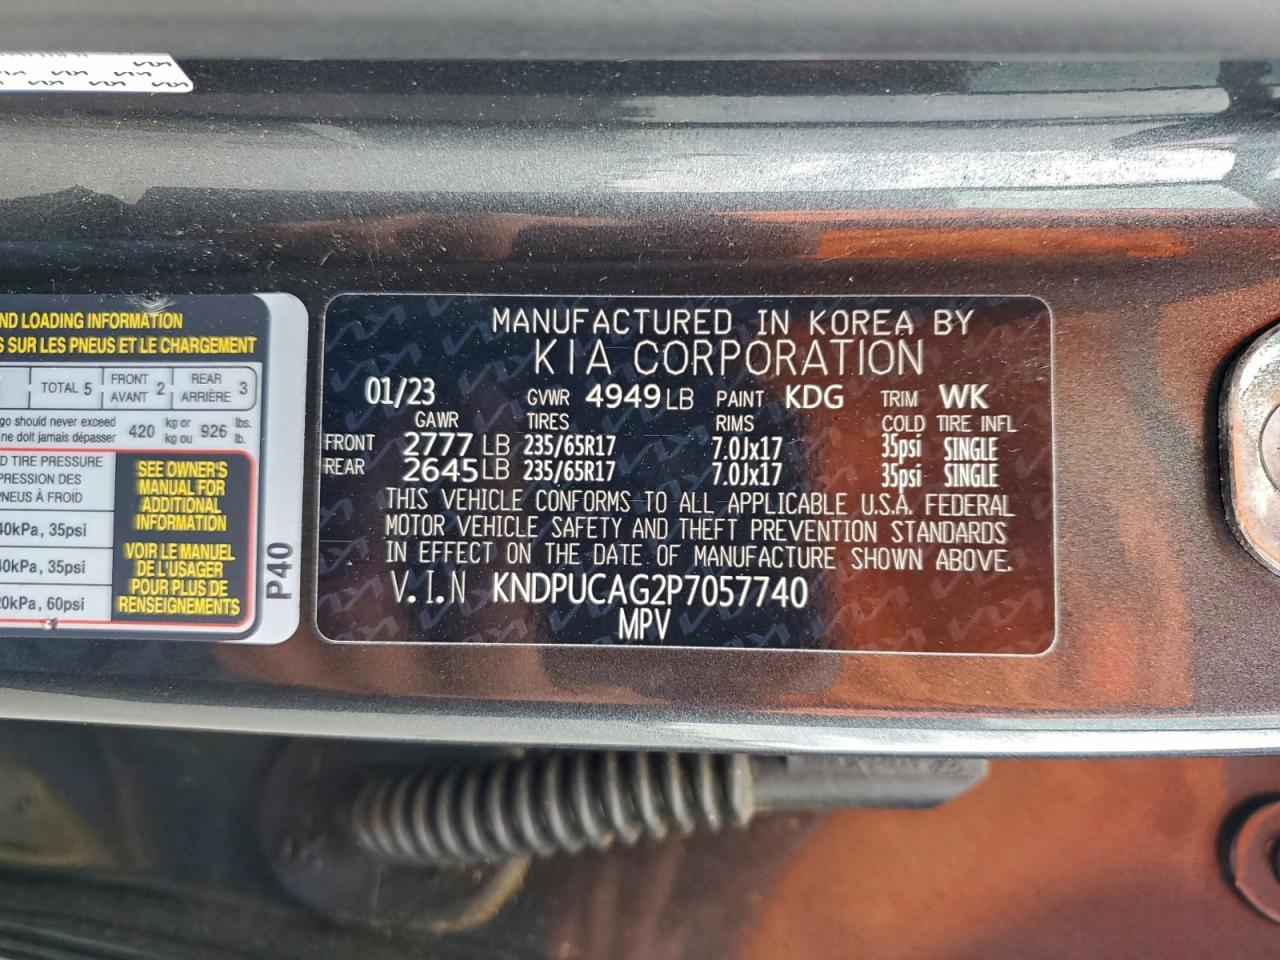 ND LOADING INFORMATION
S SUR LES PNEUS ET LE CHARGEMENT
TOTAL 5 FRONT AVANT 2 REAR ARRIÈRE 3
go should never exceed
ne doit jamais dépasser 420 kg or kg ou 926 lbs. lb.
D TIRE PRESSURE
PRESSION DES
PNEUS À FROID
40kPa, 35psi
40kPa, 35psi
20kPa, 60psi
SEE OWNER'S
MANUAL FOR
ADDITIONAL
INFORMATION
VOIR LE MANUEL
DE L'USAGER
POUR PLUS DE
RENSEIGNEMENTS
P40
MANUFACTURED IN KOREA BY
KIA CORPORATION
01/23 GVWR 4949 LB PAINT KDG TRIM WK
GAWR TIRES RIMS COLD TIRE INFL
FRONT 2777 LB 235/65R17 7.0Jx17 35psi SINGLE
REAR 2645 LB 235/65R17 7.0Jx17 35psi SINGLE
THIS VEHICLE CONFORMS TO ALL APPLICABLE U.S.A. FEDERAL
MOTOR VEHICLE SAFETY AND THEFT PREVENTION STANDARDS
IN EFFECT ON THE DATE OF MANUFACTURE SHOWN ABOVE.
V.I.N KNDPUCAG2P7057740
MPV